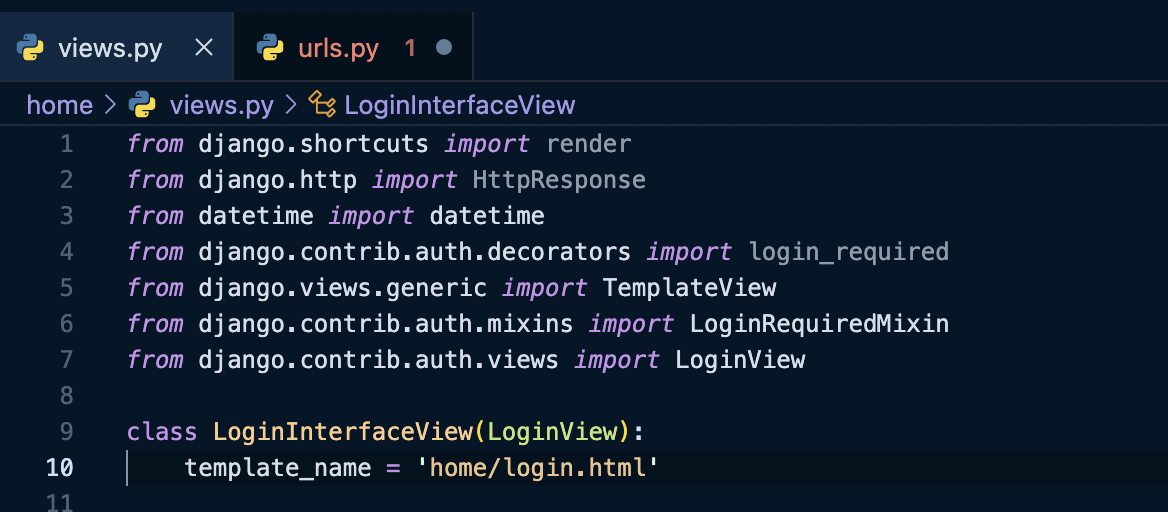 views.py × urls.py 1
home > views.py > LoginInterfaceView
1 from django.shortcuts import render
2 from django.http import HttpResponse
3 from datetime import datetime
4 from django.contrib.auth.decorators import login_required
5 from django.views.generic import TemplateView
6 from django.contrib.auth.mixins import LoginRequiredMixin
7 from django.contrib.auth.views import LoginView
8
9 class LoginInterfaceView(LoginView):
10 template_name = 'home/login.html'
11